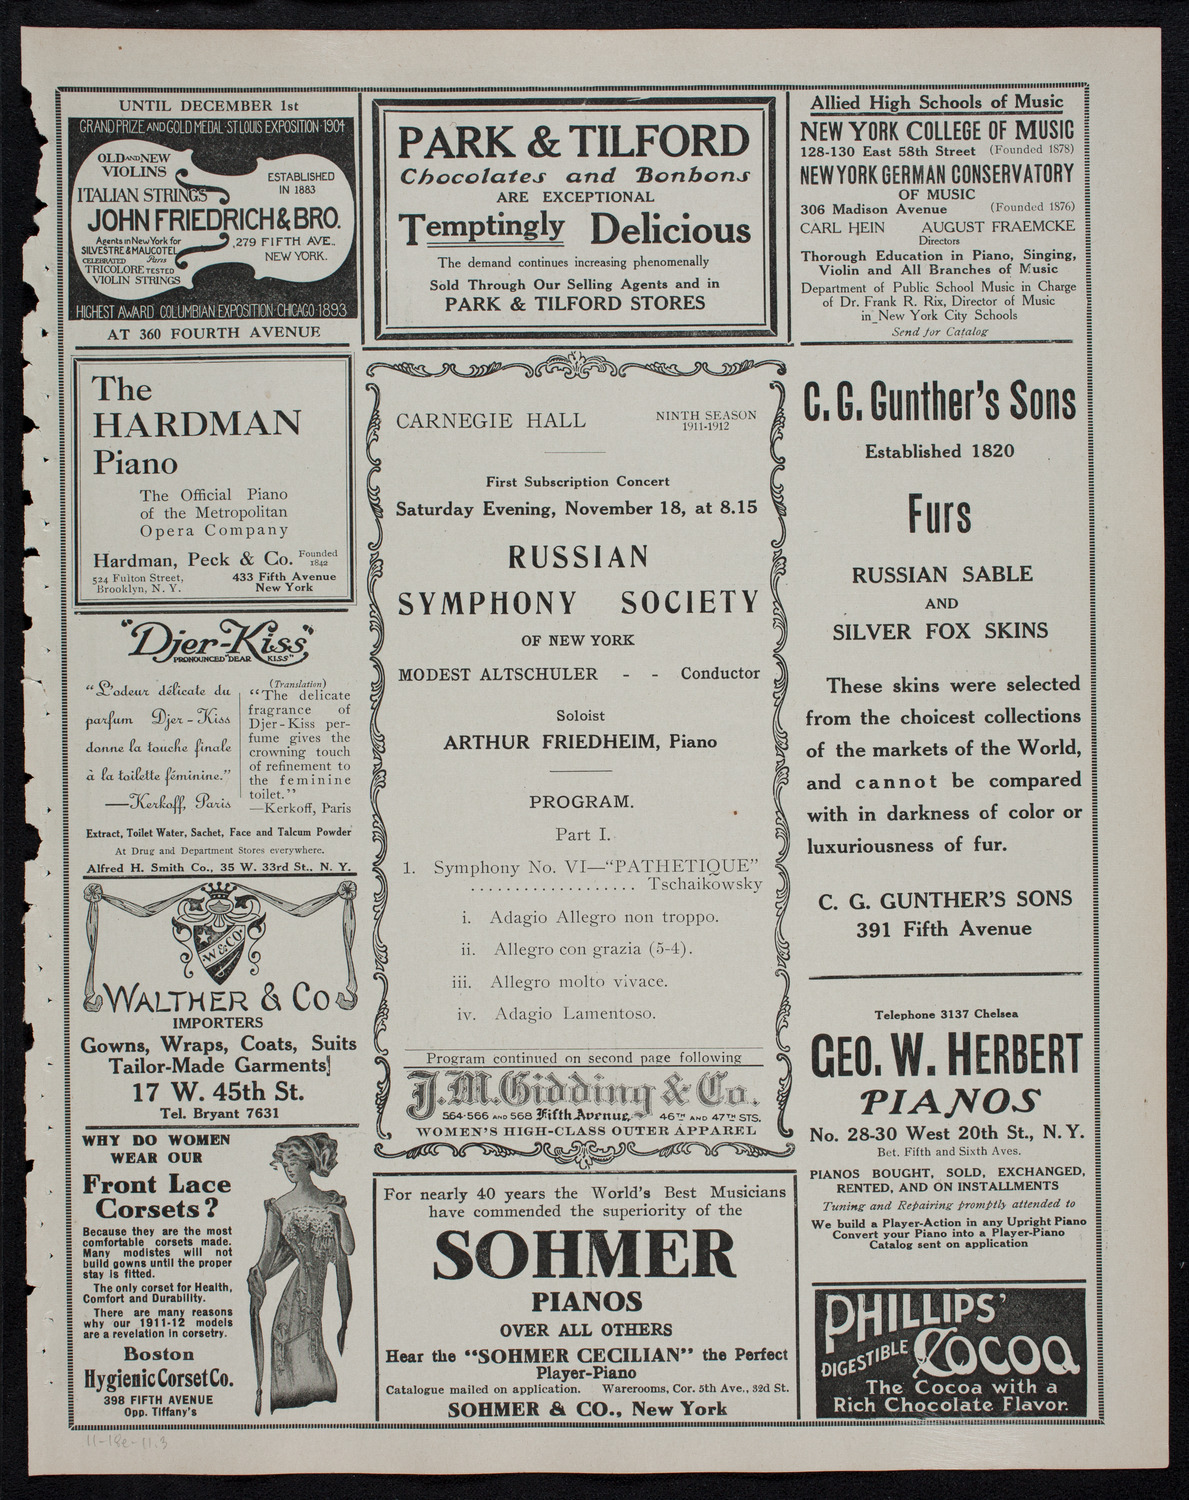 UNTIL DECEMBER 1st
GRAND PRIZE AND GOLD MEDAL · ST LOUIS EXPOSITION · 1904
OLD AND NEW
VIOLINS
ITALIAN STRINGS
ESTABLISHED
IN 1883
JOHN FRIEDRICH & BRO.
Agents in New York for
SILVESTRE & MAUCOTEL
CELEBRATED Paris
TRICOLORE TESTED
VIOLIN STRINGS
279 FIFTH AVE.
NEW YORK.
HIGHEST AWARD COLUMBIAN EXPOSITION · CHICAGO · 1893
AT 360 FOURTH AVENUE
The
HARDMAN
Piano
The Official Piano
of the Metropolitan
Opera Company
Hardman, Peck & Co. Founded 1842
524 Fulton Street,
Brooklyn, N. Y.
433 Fifth Avenue
New York
"Djer-Kiss"
PRONOUNCED "DEAR KISS"
"L'odeur délicate du
parfum Djer-Kiss
donne la touche finale
à la toilette féminine."
—Kerkoff, Paris
(Translation)
"The delicate
fragrance of
Djer-Kiss per-
fume gives the
crowning touch
of refinement to
the feminine
toilet."
—Kerkoff, Paris
Extract, Toilet Water, Sachet, Face and Talcum Powder
At Drug and Department Stores everywhere.
Alfred H. Smith Co., 35 W. 33rd St., N. Y.
W & CO.
WALTHER & CO
IMPORTERS
Gowns, Wraps, Coats, Suits
Tailor-Made Garments
17 W. 45th St.
Tel. Bryant 7631
WHY DO WOMEN
WEAR OUR
Front Lace
Corsets?
Because they are the most
comfortable corsets made.
Many modistes will not
build gowns until the proper
stay is fitted.
The only corset for Health,
Comfort and Durability.
There are many reasons
why our 1911-12 models
are a revelation in corsetry.
Boston
Hygienic Corset Co.
398 FIFTH AVENUE
Opp. Tiffany's
PARK & TILFORD
Chocolates and Bonbons
ARE EXCEPTIONAL
Temptingly Delicious
The demand continues increasing phenomenally
Sold Through Our Selling Agents and in
PARK & TILFORD STORES
CARNEGIE HALL
NINTH SEASON
1911-1912
First Subscription Concert
Saturday Evening, November 18, at 8.15
RUSSIAN
SYMPHONY SOCIETY
OF NEW YORK
MODEST ALTSCHULER - - Conductor
Soloist
ARTHUR FRIEDHEIM, Piano
PROGRAM.
Part I.
1. Symphony No. VI—"PATHETIQUE"
................... Tschaikowsky
i. Adagio Allegro non troppo.
ii. Allegro con grazia (5-4).
iii. Allegro molto vivace.
iv. Adagio Lamentoso.
Program continued on second page following
J. M. Gidding & Co.
564-566 AND 568 Fifth Avenue, 46TH AND 47TH STS.
WOMEN'S HIGH-CLASS OUTER APPAREL
For nearly 40 years the World's Best Musicians
have commended the superiority of the
SOHMER
PIANOS
OVER ALL OTHERS
Hear the "SOHMER CECILIAN" the Perfect
Player-Piano
Catalogue mailed on application. Warerooms, Cor. 5th Ave., 32d St.
SOHMER & CO., New York
Allied High Schools of Music
NEW YORK COLLEGE OF MUSIC
128-130 East 58th Street (Founded 1878)
NEW YORK GERMAN CONSERVATORY
OF MUSIC
306 Madison Avenue (Founded 1876)
CARL HEIN AUGUST FRAEMCKE
Directors
Thorough Education in Piano, Singing,
Violin and All Branches of Music
Department of Public School Music in Charge
of Dr. Frank R. Rix, Director of Music
in New York City Schools
Send for Catalog
C. G. Gunther's Sons
Established 1820
Furs
RUSSIAN SABLE
AND
SILVER FOX SKINS
These skins were selected
from the choicest collections
of the markets of the World,
and cannot be compared
with in darkness of color or
luxuriousness of fur.
C. G. GUNTHER'S SONS
391 Fifth Avenue
Telephone 3137 Chelsea
GEO. W. HERBERT
PIANOS
No. 28-30 West 20th St., N. Y.
Bet. Fifth and Sixth Aves.
PIANOS BOUGHT, SOLD, EXCHANGED,
RENTED, AND ON INSTALLMENTS
Tuning and Repairing promptly attended to
We build a Player-Action in any Upright Piano
Convert your Piano into a Player-Piano
Catalog sent on application
PHILLIPS'
DIGESTIBLE COCOA
The Cocoa with a
Rich Chocolate Flavor.
11-18e-11.3